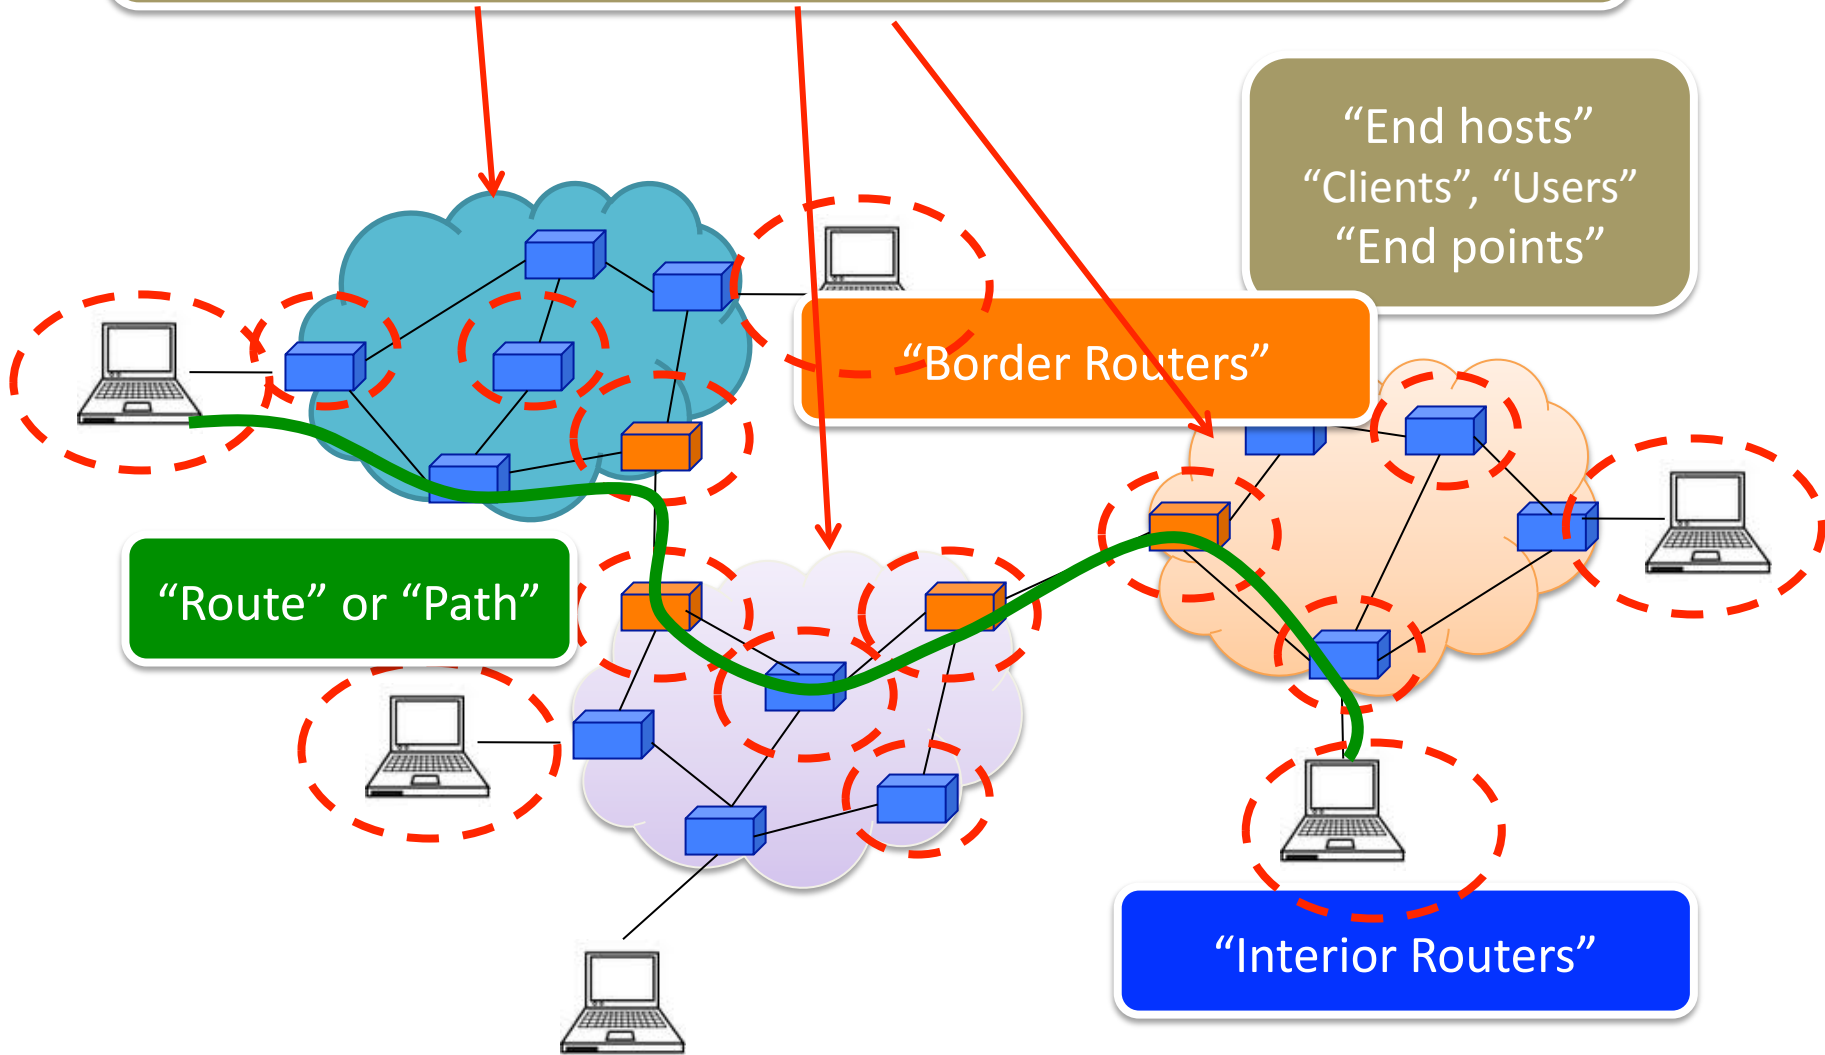 “End hosts”
“Clients”, “Users”
“End points”
“Border Routers”
“Route” or “Path”
“Interior Routers”